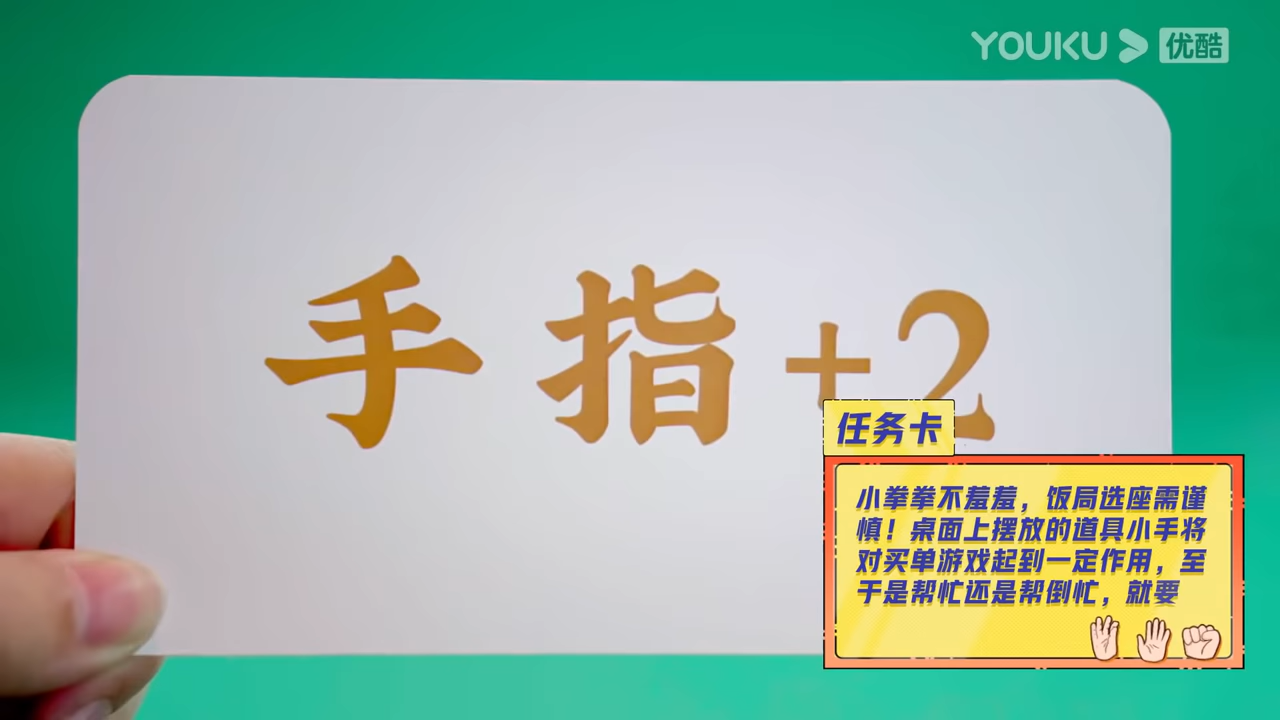 YOUKU 优酷
手指+2
任务卡
小拳拳不羞羞，饭局选座需谨
慎！桌面上摆放的道具小手将
对买单游戏起到一定作用，至
于是帮忙还是帮倒忙，就要